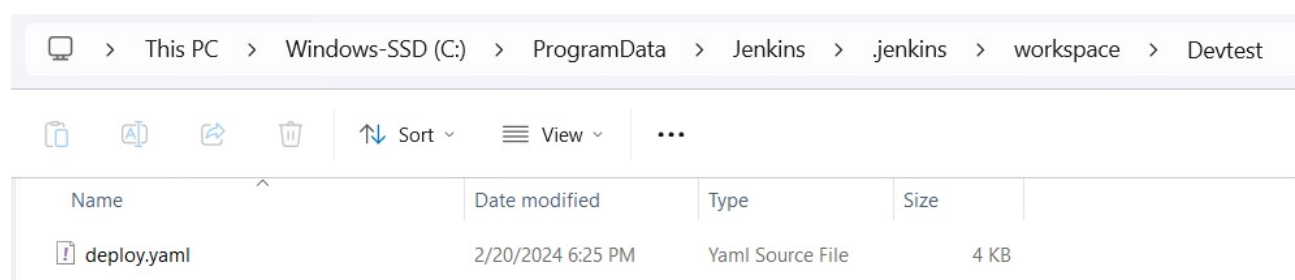 This PC > Windows-SSD (C:) > ProgramData > Jenkins > .jenkins > workspace > Devtest
Sort View ...
Name Date modified Type Size
deploy.yaml 2/20/2024 6:25 PM Yaml Source File 4 KB